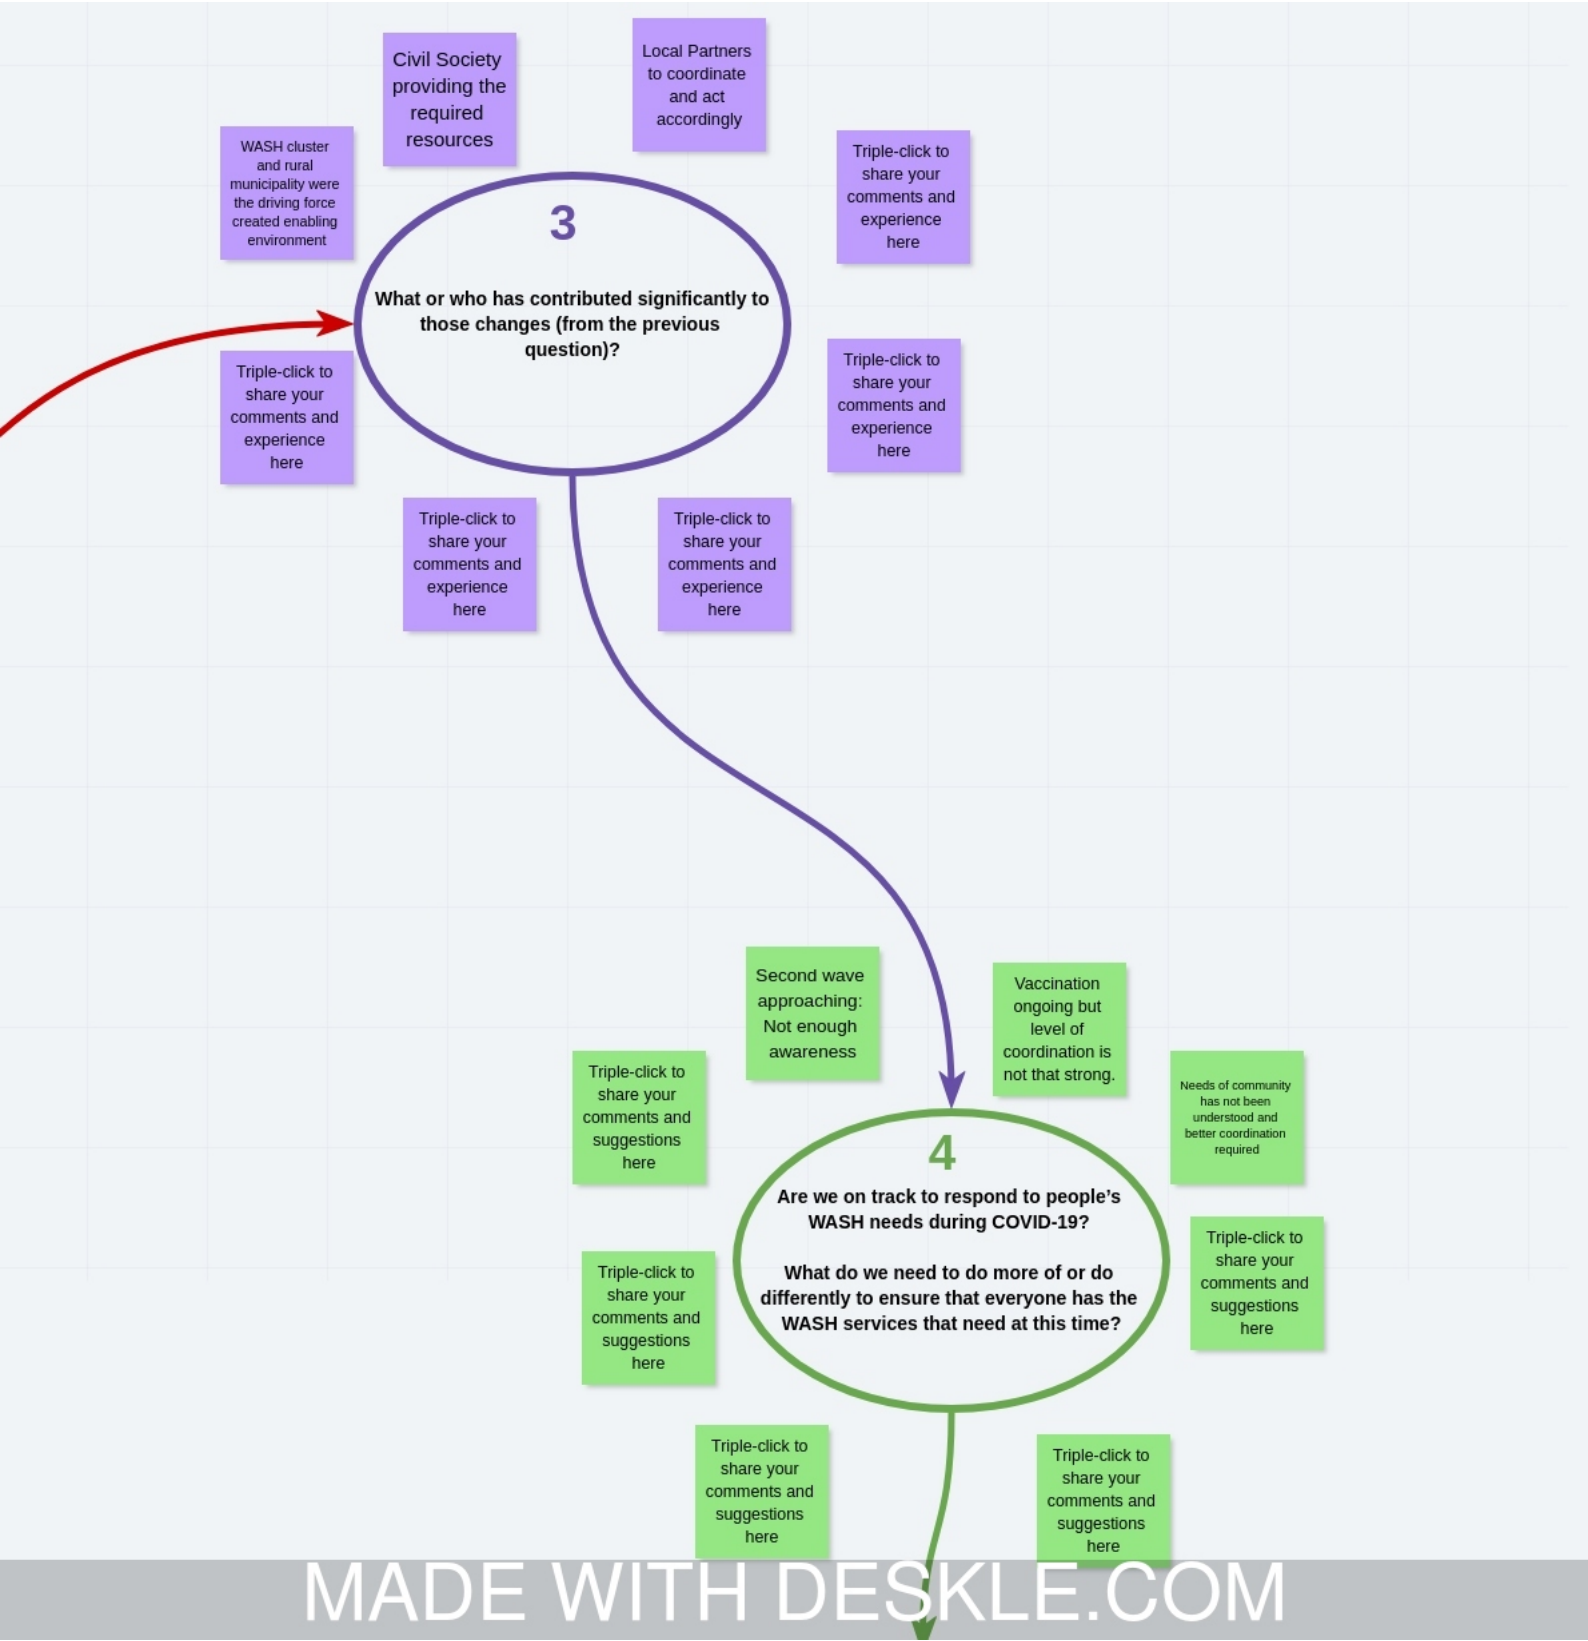 Civil Society
providing the
required
resources
Local Partners
to coordinate
and act
accordingly
WASH cluster
and rural
municipality were
the driving force
created enabling
environment
Triple-click to
share your
comments and
experience
here
3
What or who has contributed significantly to
those changes (from the previous
question)?
Triple-click to
share your
comments and
experience
here
Triple-click to
share your
comments and
experience
here
Triple-click to
share your
comments and
experience
here
Triple-click to
share your
comments and
experience
here
Second wave
approaching:
Not enough
awareness
Vaccination
ongoing but
level of
coordination is
not that strong.
Triple-click to
share your
comments and
suggestions
here
Needs of community
has not been
understood and
better coordination
required
4
Are we on track to respond to people’s
WASH needs during COVID-19?
What do we need to do more of or do
differently to ensure that everyone has the
WASH services that need at this time?
Triple-click to
share your
comments and
suggestions
here
Triple-click to
share your
comments and
suggestions
here
Triple-click to
share your
comments and
suggestions
here
Triple-click to
share your
comments and
suggestions
here
MADE WITH DESKLE.COM